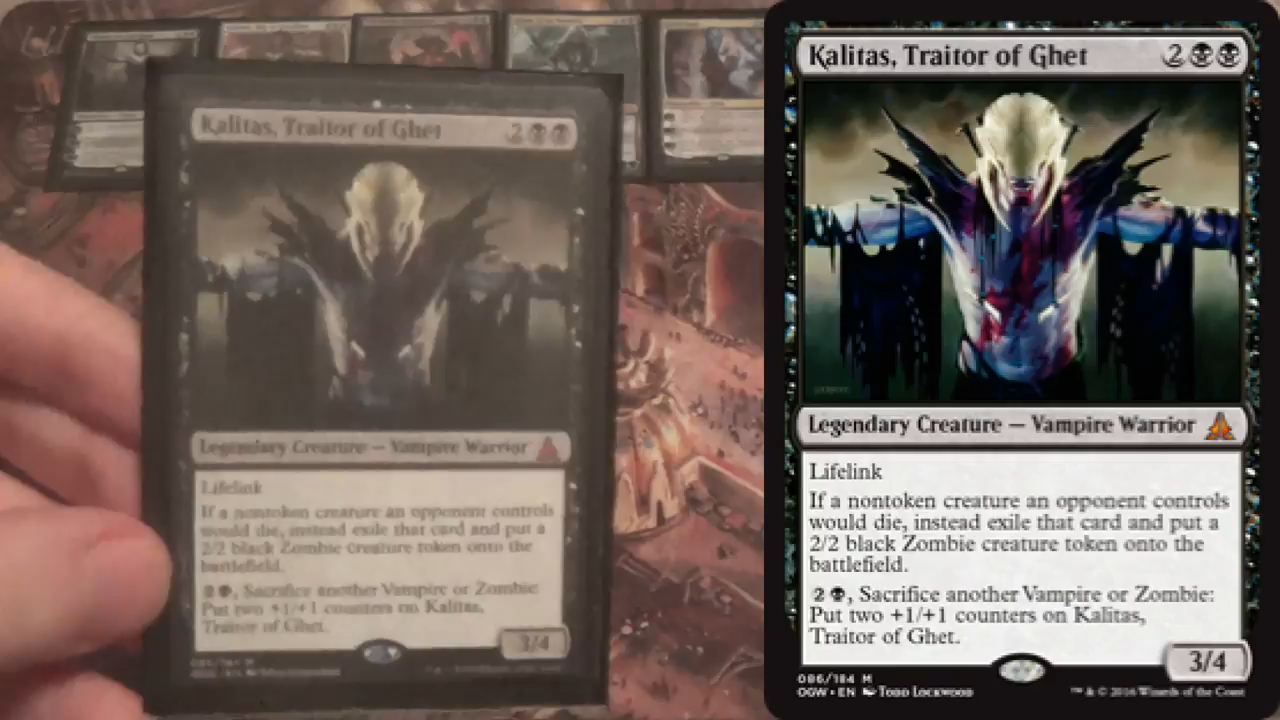 Kalitas, Traitor of Ghet 2
Legendary Creature — Vampire Warrior
Lifelink
If a nontoken creature an opponent controls
would die, instead exile that card and put a
2/2 black Zombie creature token onto the
battlefield.
2, Sacrifice another Vampire or Zombie:
Put two +1/+1 counters on Kalitas,
Traitor of Ghet.
3/4
Kalitas, Traitor of Ghet 2
Legendary Creature — Vampire Warrior
Lifelink
If a nontoken creature an opponent controls
would die, instead exile that card and put a
2/2 black Zombie creature token onto the
battlefield.
2, Sacrifice another Vampire or Zombie:
Put two +1/+1 counters on Kalitas,
Traitor of Ghet.
3/4
086/184 M
OGW • EN Todd Lockwood
™ & © 2016 Wizards of the Coast